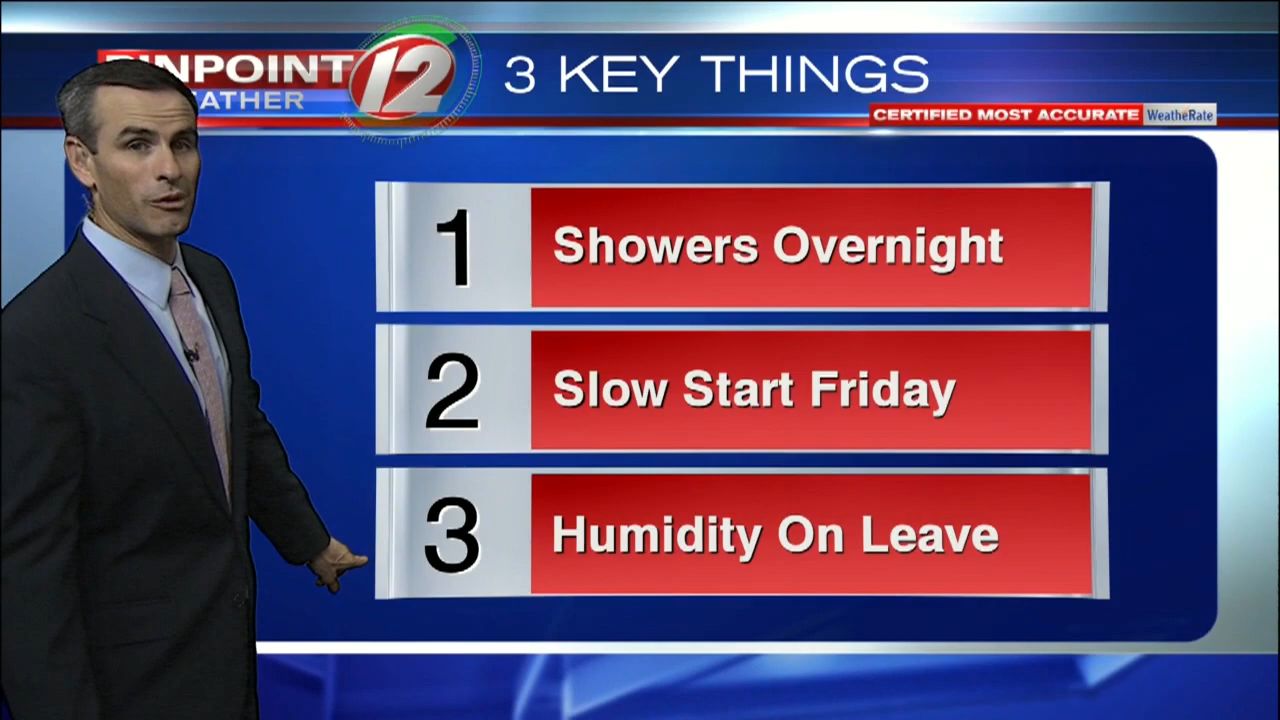 PINPOINT 12
WEATHER
3 KEY THINGS
CERTIFIED MOST ACCURATE WeatheRate
1 Showers Overnight
2 Slow Start Friday
3 Humidity On Leave